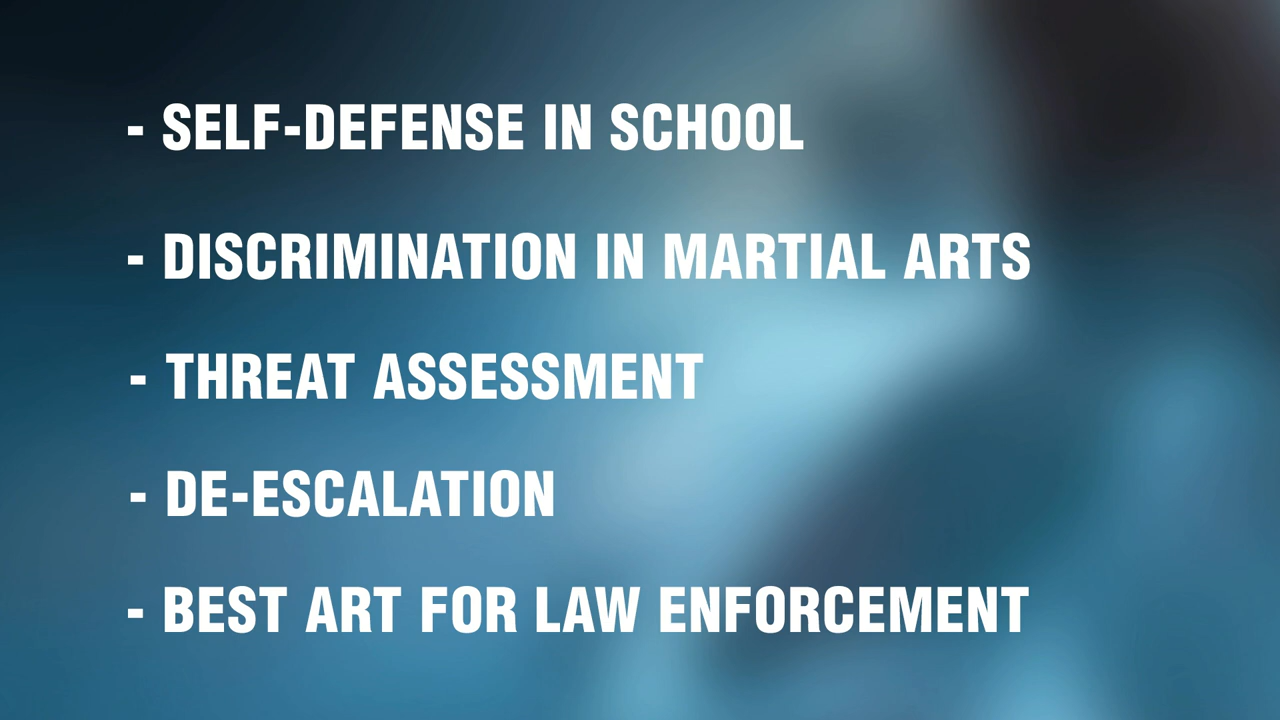 - SELF-DEFENSE IN SCHOOL
- DISCRIMINATION IN MARTIAL ARTS
- THREAT ASSESSMENT
- DE-ESCALATION
- BEST ART FOR LAW ENFORCEMENT